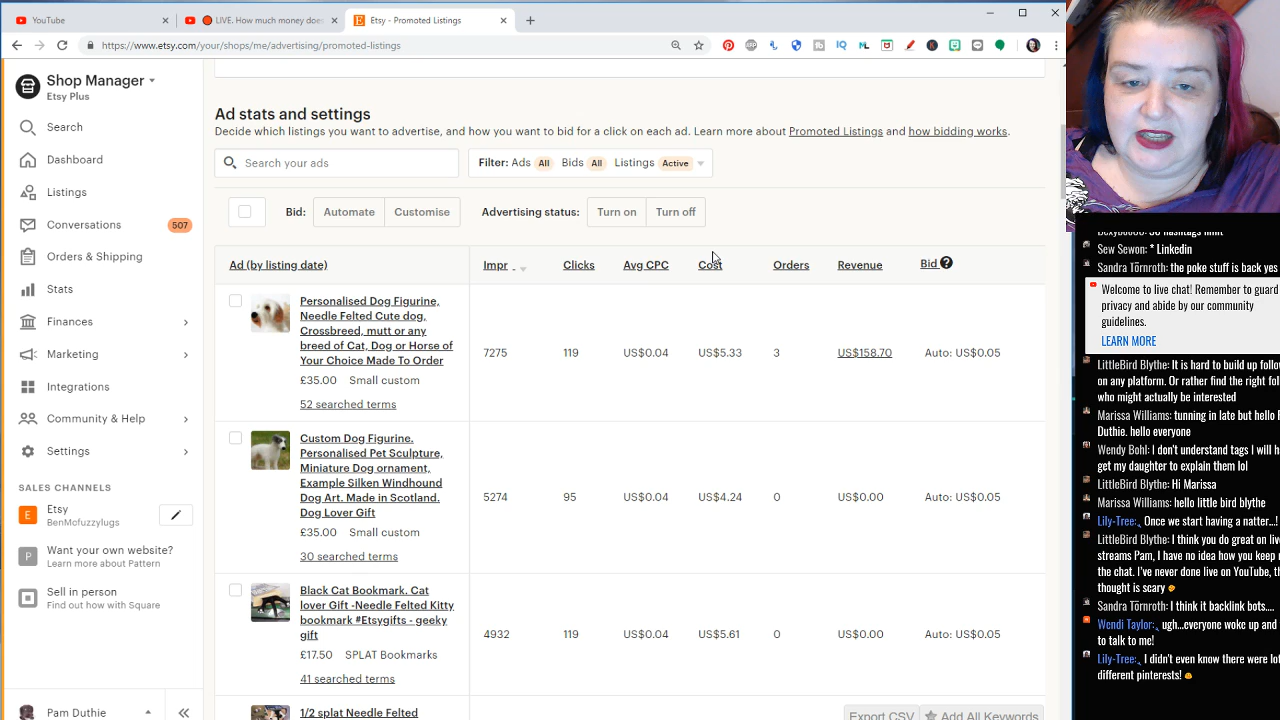 YouTube
LIVE. How much money does
Etsy - Promoted Listings
https://www.etsy.com/your/shops/me/advertising/promoted-listings
Shop Manager
Etsy Plus
Search
Dashboard
Listings
Conversations 507
Orders & Shipping
Stats
Finances
Marketing
Integrations
Community & Help
Settings
SALES CHANNELS
Etsy
BenMcfuzzylugs
Want your own website?
Learn more about Pattern
Sell in person
Find out how with Square
Pam Duthie
Ad stats and settings
Decide which listings you want to advertise, and how you want to bid for a click on each ad. Learn more about Promoted Listings and how bidding works.
Search your ads
Filter: Ads All Bids All Listings Active
Bid: Automate Customise Advertising status: Turn on Turn off
Ad (by listing date) Impr Clicks Avg CPC Cost Orders Revenue Bid ?
Personalised Dog Figurine,
Needle Felted Cute dog,
Crossbreed, mutt or any
breed of Cat, Dog or Horse of
Your Choice Made To Order
£35.00 Small custom
52 searched terms
7275 119 US$0.04 US$5.33 3 US$158.70 Auto: US$0.05
Custom Dog Figurine.
Personalised Pet Sculpture,
Miniature Dog ornament,
Example Silken Windhound
Dog Art. Made in Scotland.
Dog Lover Gift
£35.00 Small custom
30 searched terms
5274 95 US$0.04 US$4.24 0 US$0.00 Auto: US$0.05
Black Cat Bookmark. Cat
lover Gift -Needle Felted Kitty
bookmark #Etsygifts - geeky
gift
£17.50 SPLAT Bookmarks
41 searched terms
4932 119 US$0.04 US$5.61 0 US$0.00 Auto: US$0.05
1/2 splat Needle Felted
Export CSV Add All Keywords
Sew Sewon: * Linkedin
Sandra Törnroth: the poke stuff is back yes
Welcome to live chat! Remember to guard
privacy and abide by our community
guidelines.
LEARN MORE
LittleBird Blythe: It is hard to build up follow
on any platform. Or rather find the right fol
who might actually be interested
Marissa Williams: tunning in late but hello P
Duthie. hello everyone
Wendy Bohl: I don't understand tags I will h
get my daughter to explain them lol
LittleBird Blythe: Hi Marissa
Marissa Williams: hello little bird blythe
Lily-Tree: Once we start having a natter...!
LittleBird Blythe: I think you do great on liv
streams Pam, I have no idea how you keep
the chat. I've never done live on YouTube, th
thought is scary
Sandra Törnroth: I think it backlink bots....
Wendi Taylor: ugh...everyone woke up and
to talk to me!
Lily-Tree: I didn't even know there were lot
different pinterests!